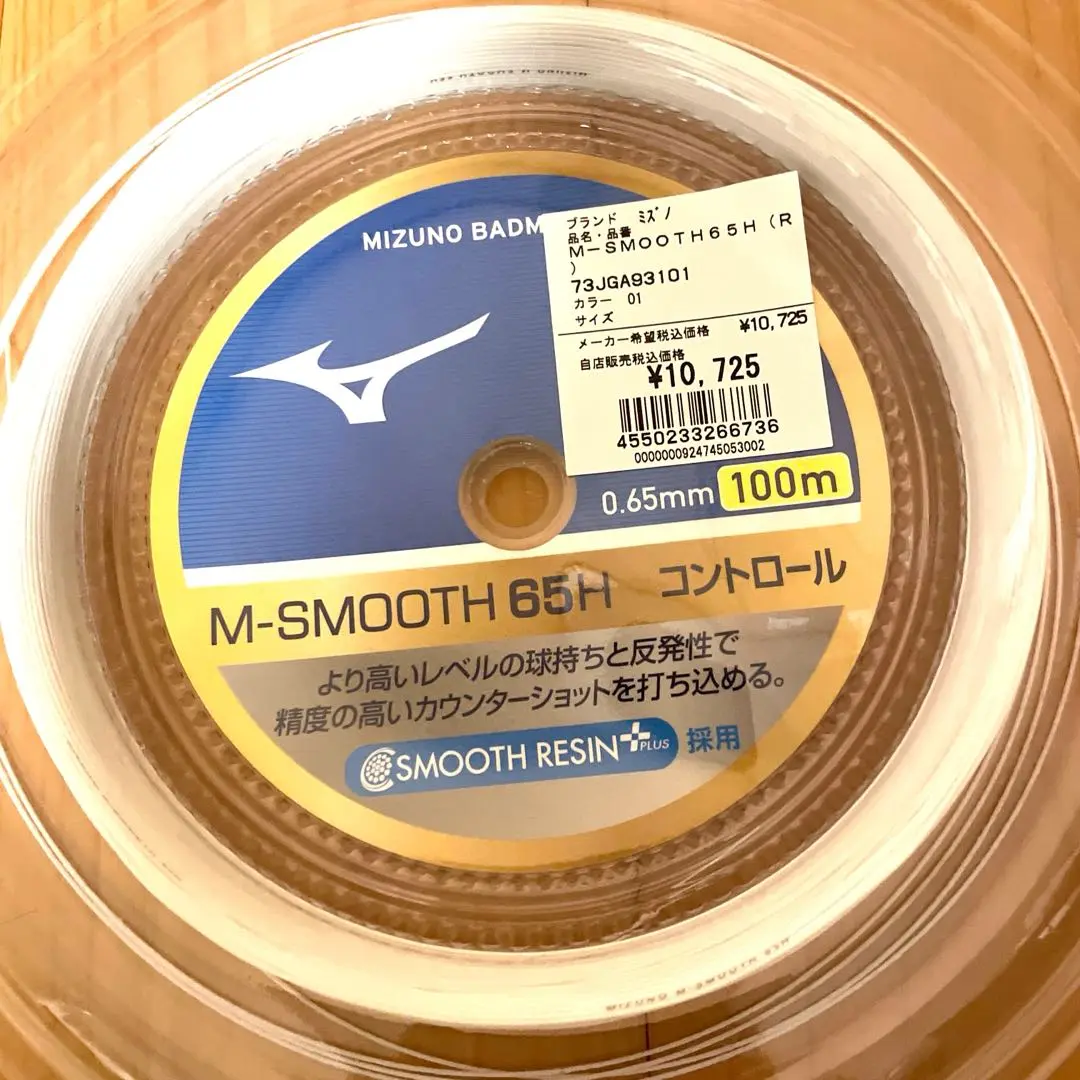 MIZUNO BADM
ブランド ミズノ
品名・品番
M-SMOOTH65H(R
)
73JGA93101
カラー 01
サイズ
メーカー希望税込価格 ¥10,725
自店販売税込価格
¥10,725
4550233266736
0000000924745053002
0.65mm 100m
M-SMOOTH 65H コントロール
より高いレベルの球持ちと反発性で
精度の高いカウンターショットを打ち込める。
SMOOTH RESIN+PLUS 採用
MIZUNO M-SMOOTH 65H